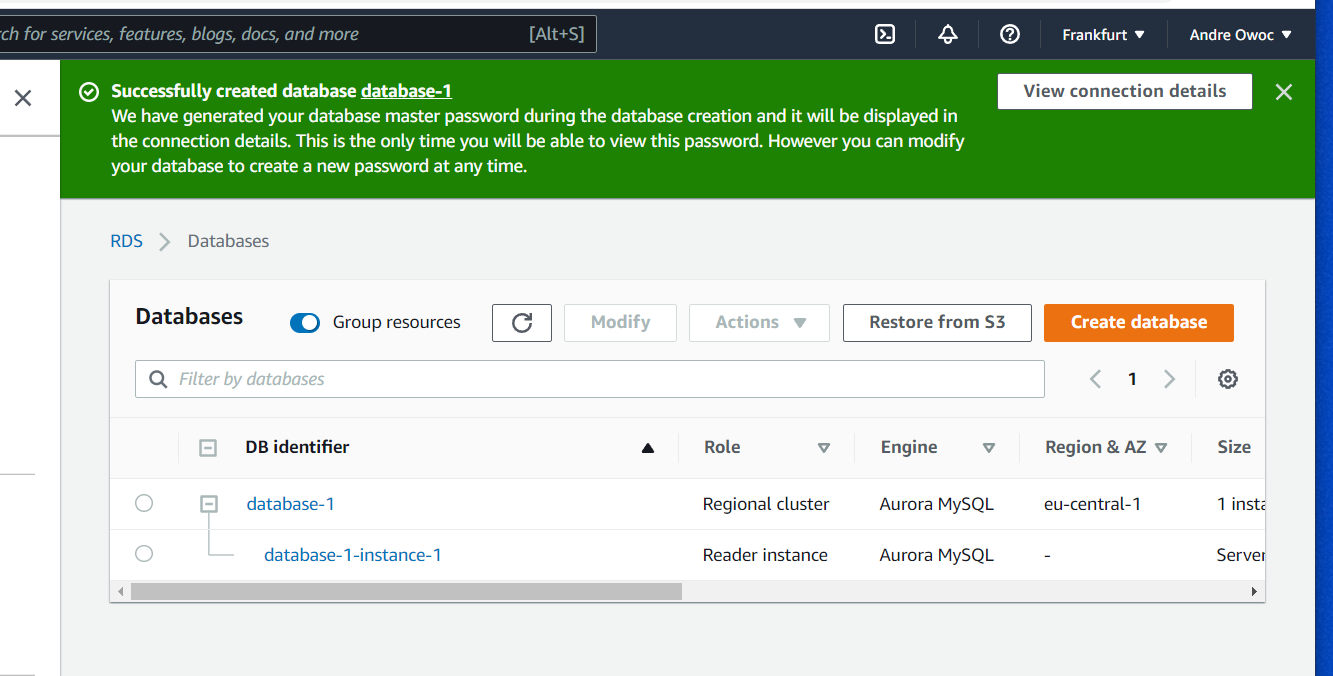 for services, features, blogs, docs, and more [Alt+S] Frankfurt ▼ Andre Owoc ▼
Successfully created database database-1 View connection details
We have generated your database master password during the database creation and it will be displayed in
the connection details. This is the only time you will be able to view this password. However you can modify
your database to create a new password at any time.
RDS Databases
Databases Group resources Modify Actions Restore from S3 Create database
Filter by databases 1
DB identifier Role Engine Region & AZ Size
database-1 Regional cluster Aurora MySQL eu-central-1 1
database-1-instance-1 Reader instance Aurora MySQL -